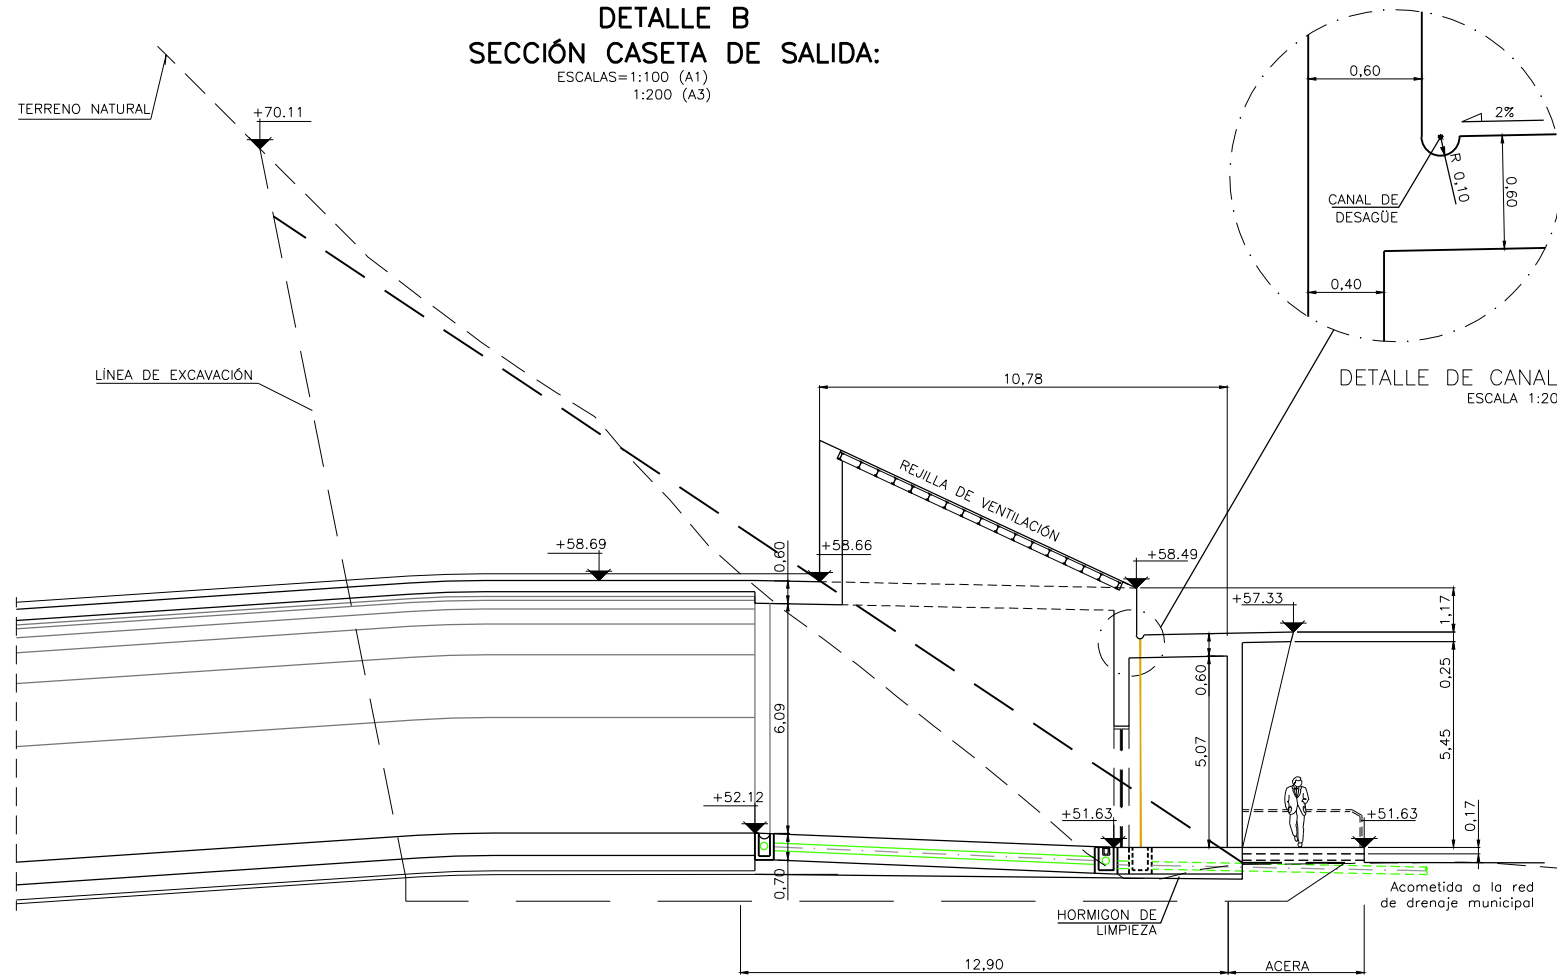 DETALLE B
SECCIÓN CASETA DE SALIDA:
ESCALAS=1:100 (A1)
1:200 (A3)
TERRENO NATURAL
+70.11
0,60
2%
R 0,10
0,60
CANAL DE
DESAGÜE
0,40
DETALLE DE CANAL
ESCALA 1:20
LÍNEA DE EXCAVACIÓN
10,78
REJILLA DE VENTILACIÓN
+58.69
0,60
+58.66
+58.49
+57.33
1,17
0,25
0,60
6,09
5,07
5,45
+52.12
+51.63
+51.63
0,17
0,70
Acometida a la red
de drenaje municipal
HORMIGON DE
LIMPIEZA
12,90
ACERA